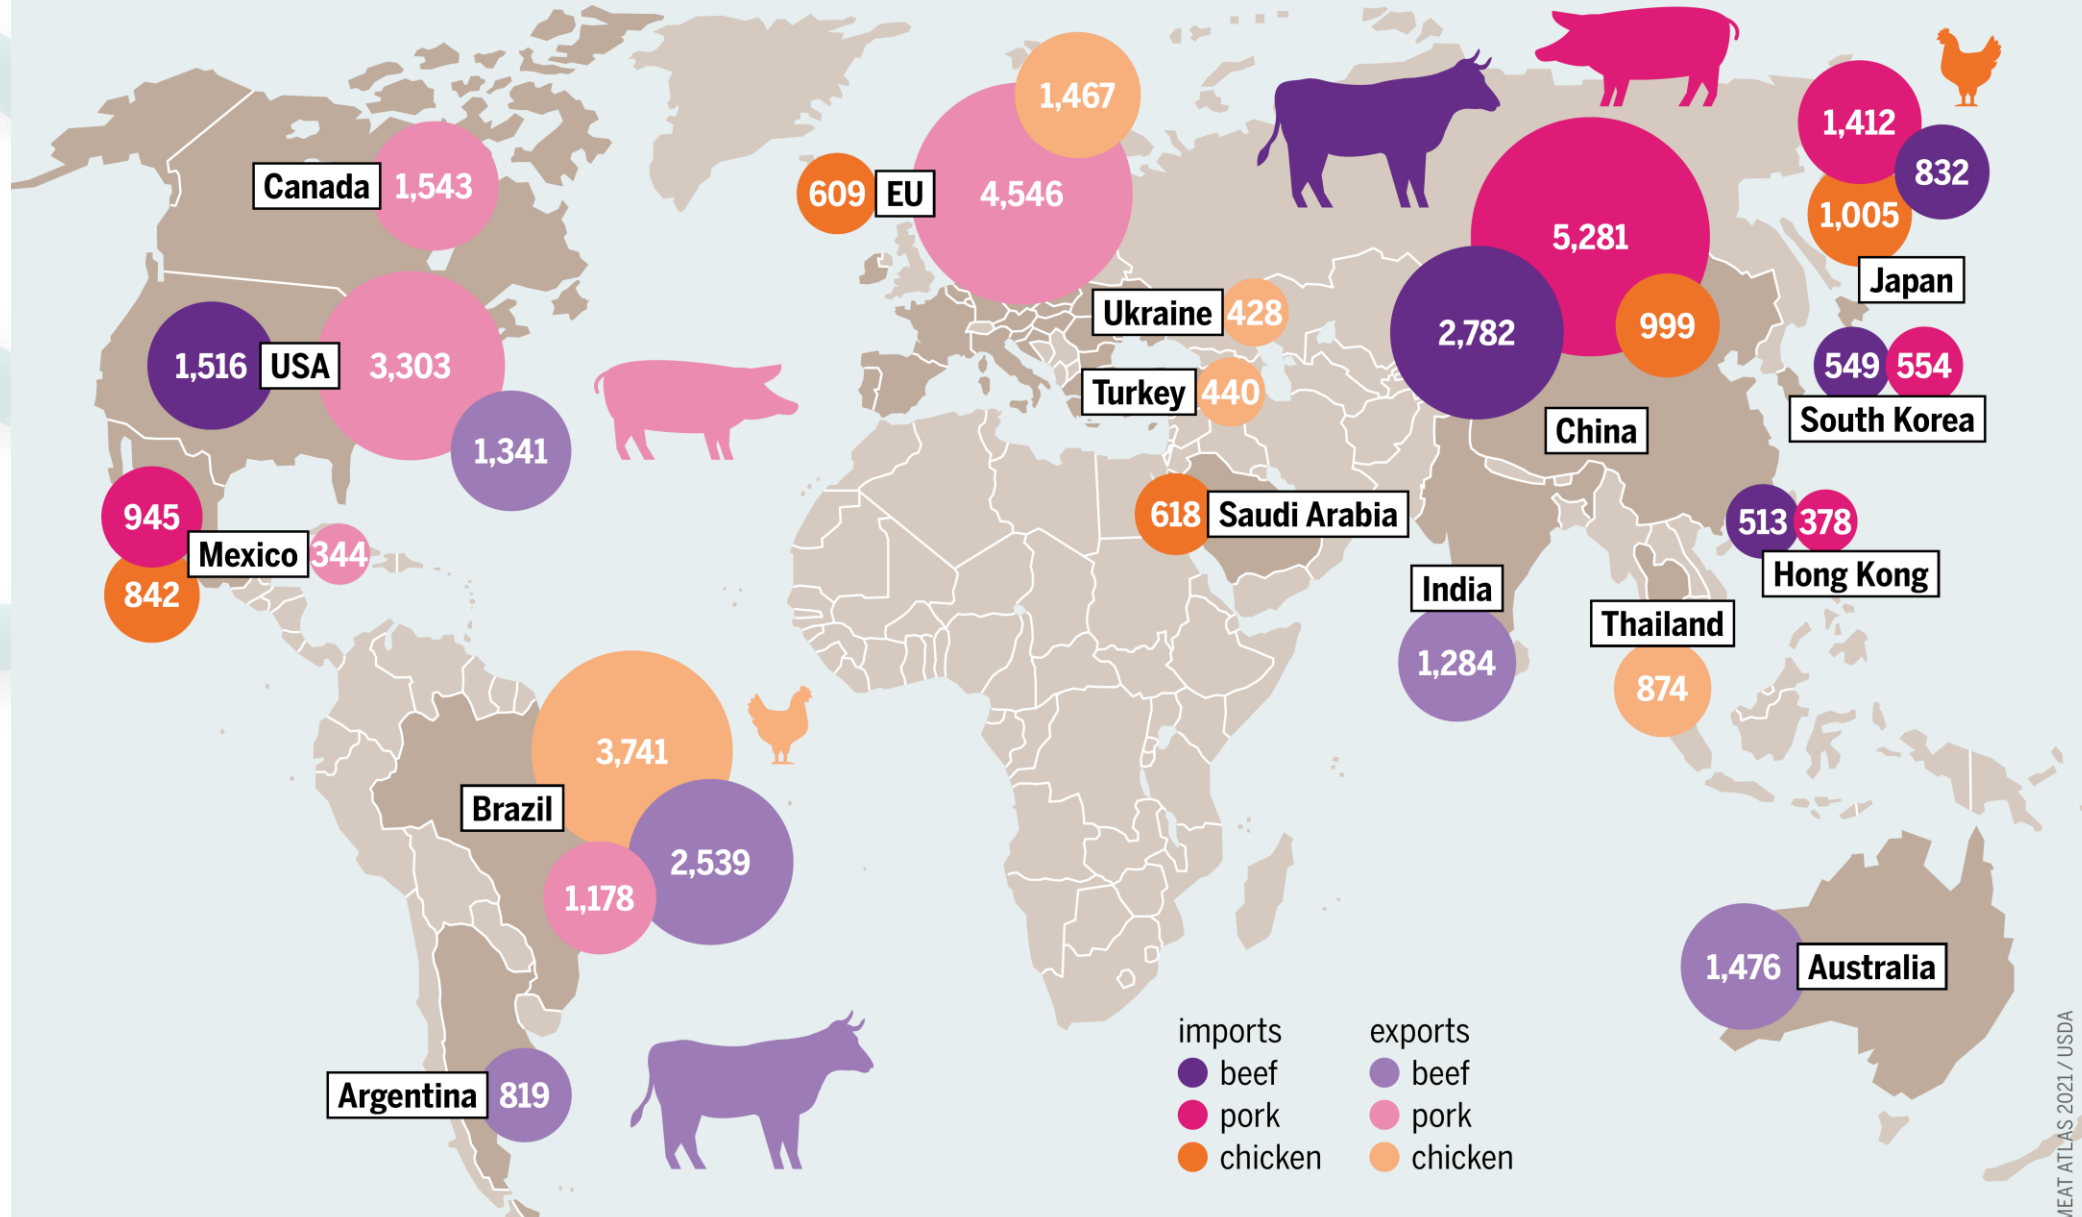 1,467
1,412
832
1,005
Japan
Canada
1,543
609
EU
4,546
5,281
2,782
999
China
Ukraine
428
Turkey
440
549
554
South Korea
1,516
USA
3,303
1,341
945
Mexico
344
842
618
Saudi Arabia
513
378
Hong Kong
India
1,284
Thailand
874
3,741
Brazil
2,539
1,178
1,476
Australia
Argentina
819
imports
beef
pork
chicken
exports
beef
pork
chicken
MEAT ATLAS 2021 / USDA